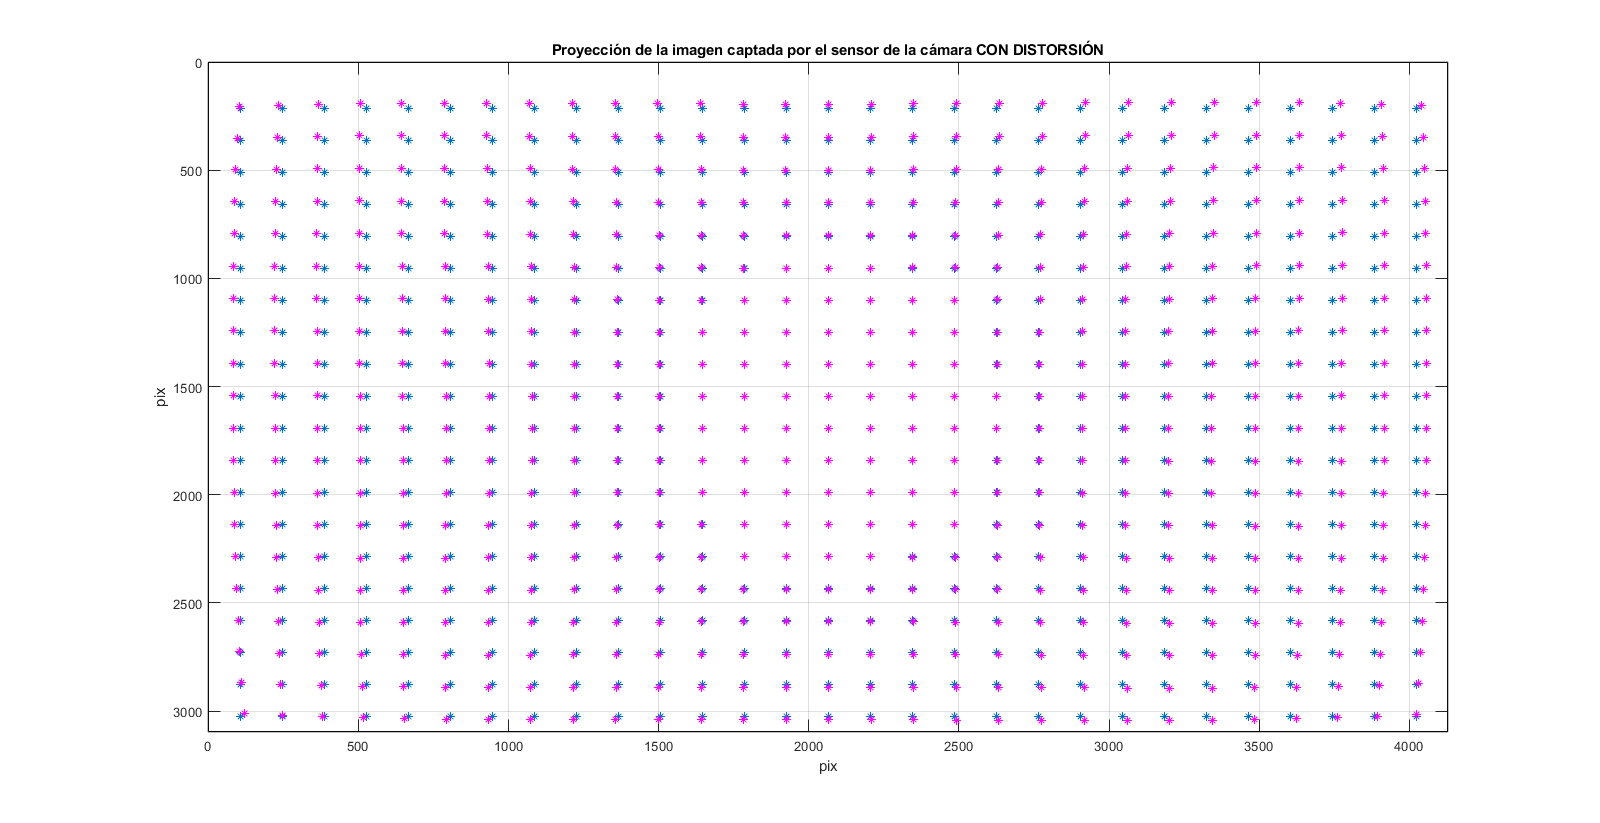 Proyección de la imagen captada por el sensor de la cámara CON DISTORSIÓN
0
500
1000
1500
2000
2500
3000
pix
0 500 1000 1500 2000 2500 3000 3500 4000
pix